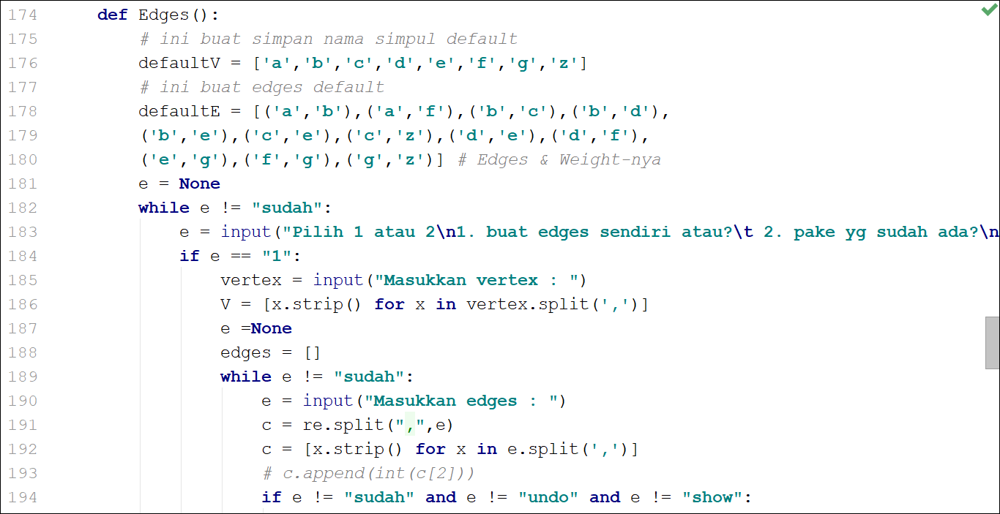 174 def Edges():
175 # ini buat simpan nama simpul default
176 defaultV = ['a','b','c','d','e','f','g','z']
177 # ini buat edges default
178 defaultE = [('a','b'),('a','f'),('b','c'),('b','d'),
179 ('b','e'),('c','e'),('c','z'),('d','e'),('d','f'),
180 ('e','g'),('f','g'),('g','z')] # Edges & Weight-nya
181 e = None
182 while e != "sudah":
183 e = input("Pilih 1 atau 2\n1. buat edges sendiri atau?\t 2. pake yg sudah ada?\n
184 if e == "1":
185 vertex = input("Masukkan vertex : ")
186 V = [x.strip() for x in vertex.split(',')]
187 e =None
188 edges = []
189 while e != "sudah":
190 e = input("Masukkan edges : ")
191 c = re.split(",",e)
192 c = [x.strip() for x in e.split(',')]
193 # c.append(int(c[2]))
194 if e != "sudah" and e != "undo" and e != "show":